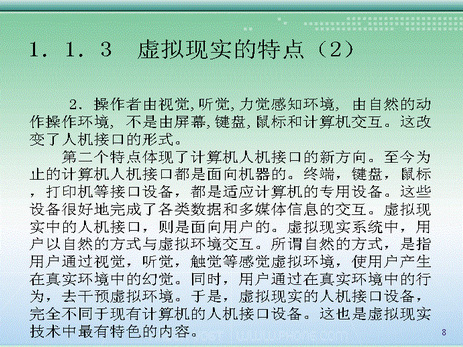 1．1．3　虚拟现实的特点（2）
2．操作者由视觉,听觉,力觉感知环境, 由自然的动
作操作环境, 不是由屏幕,键盘,鼠标和计算机交互。这改
变了人机接口的形式。
第二个特点体现了计算机人机接口的新方向。至今为
止的计算机人机接口都是面向机器的。终端，键盘，鼠标
，打印机等接口设备，都是适应计算机的专用设备。这些
设备很好地完成了各类数据和多媒体信息的交互。虚拟现
实中的人机接口，则是面向用户的。虚拟现实系统中，用
户以自然的方式与虚拟环境交互。所谓自然的方式，是指
用户通过视觉，听觉，触觉等感觉虚拟环境，使用户产生
在真实环境中的幻觉。同时，用户通过在真实环境中的行
为，去干预虚拟环境。于是，虚拟现实的人机接口设备，
完全不同于现有计算机的人机接口设备。这也是虚拟现实
技术中最有特色的内容。
8